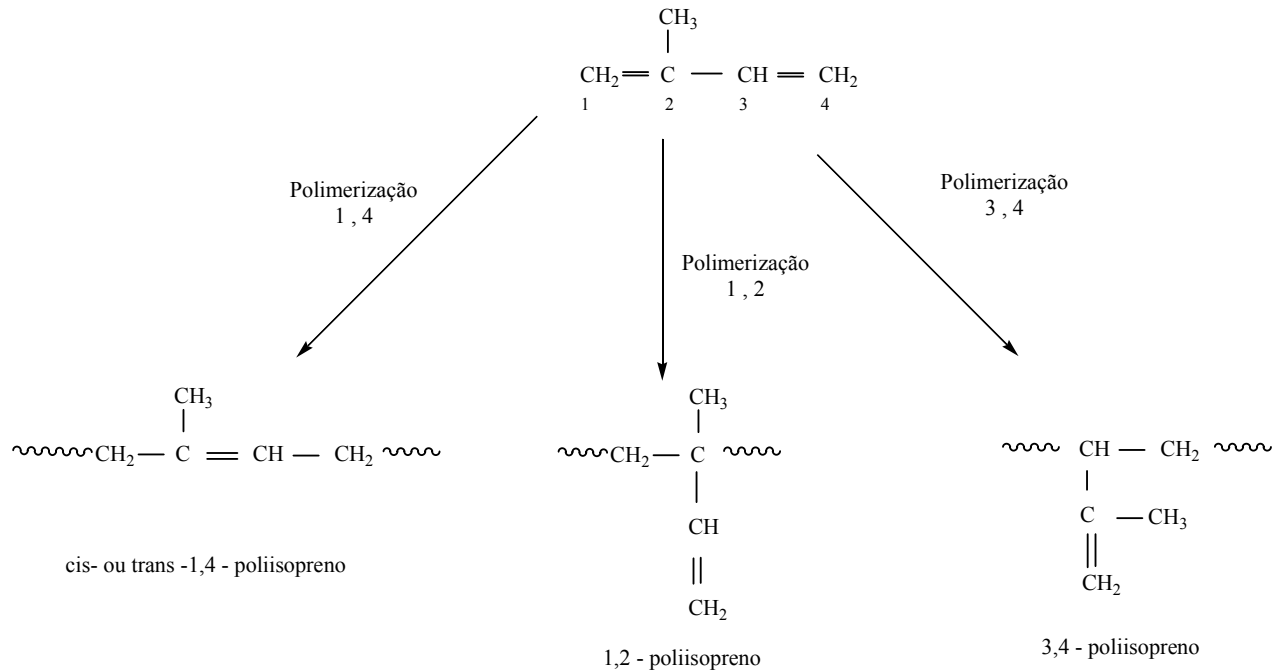 CH3
CH2 = C — CH = CH2
1 2 3 4
Polimerização
1 , 4
Polimerização
1 , 2
Polimerização
3 , 4
CH3
CH2 — C = CH — CH2
cis- ou trans -1,4 - poliisopreno
CH3
CH2 — C
CH
CH2
1,2 - poliisopreno
CH — CH2
C — CH3
CH2
3,4 - poliisopreno